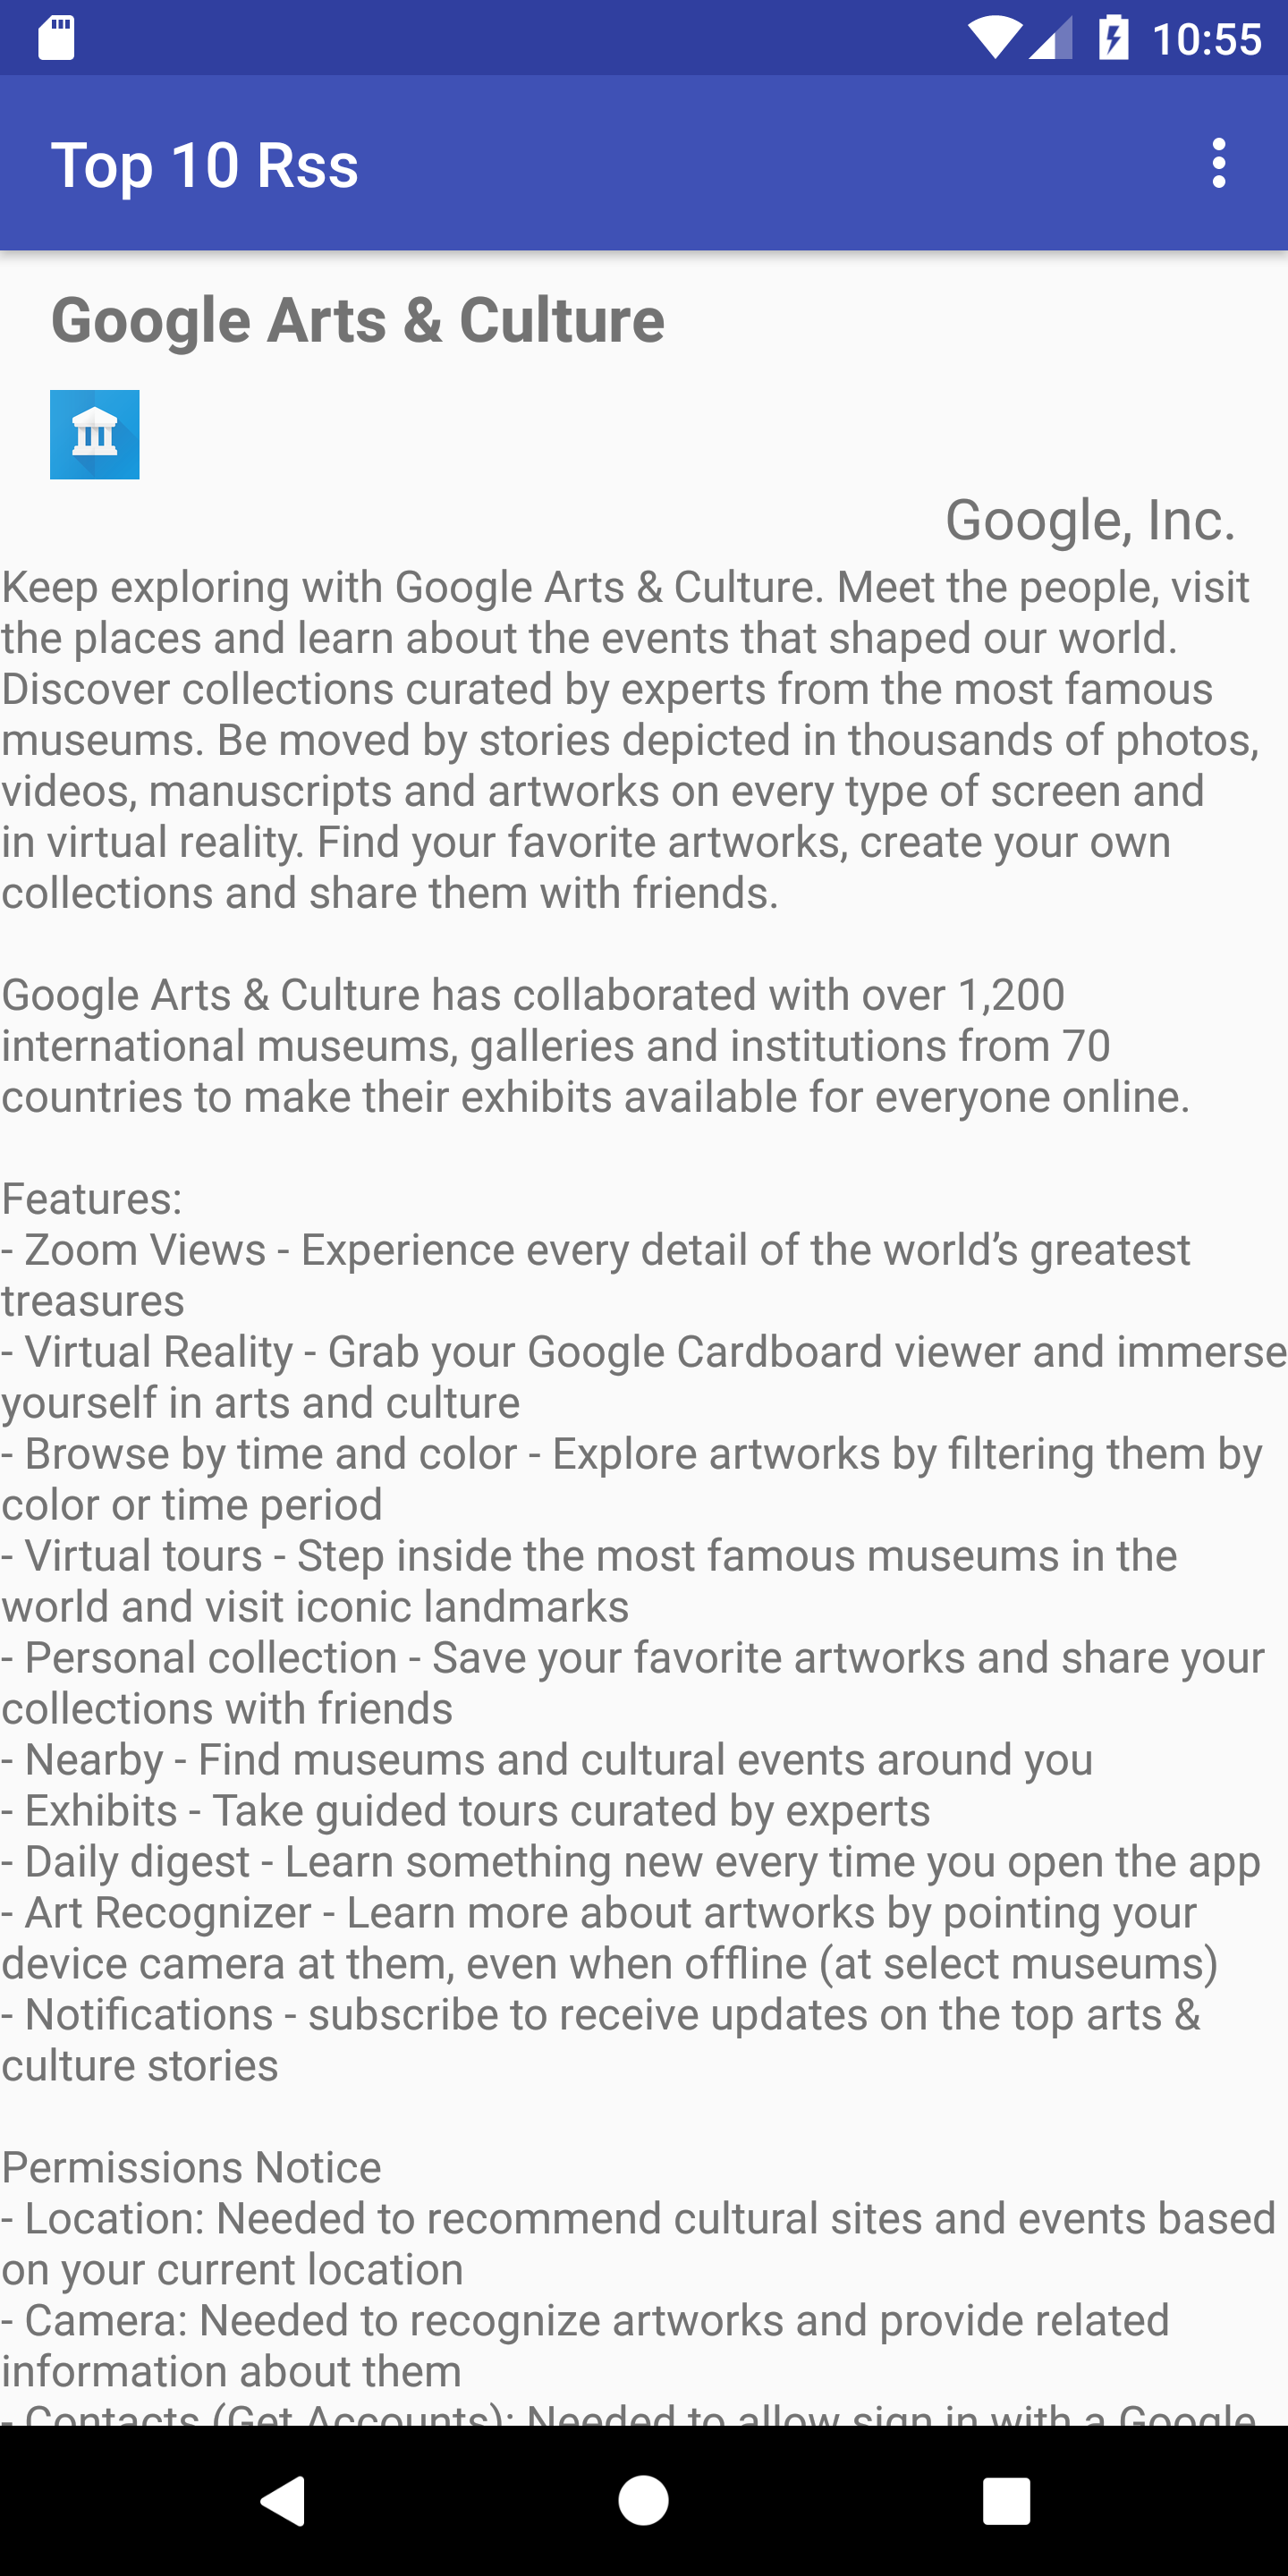 10:55
Top 10 Rss
Google Arts & Culture
Google, Inc.
Keep exploring with Google Arts & Culture. Meet the people, visit
the places and learn about the events that shaped our world.
Discover collections curated by experts from the most famous
museums. Be moved by stories depicted in thousands of photos,
videos, manuscripts and artworks on every type of screen and
in virtual reality. Find your favorite artworks, create your own
collections and share them with friends.
Google Arts & Culture has collaborated with over 1,200
international museums, galleries and institutions from 70
countries to make their exhibits available for everyone online.
Features:
- Zoom Views - Experience every detail of the world’s greatest
treasures
- Virtual Reality - Grab your Google Cardboard viewer and immerse
yourself in arts and culture
- Browse by time and color - Explore artworks by filtering them by
color or time period
- Virtual tours - Step inside the most famous museums in the
world and visit iconic landmarks
- Personal collection - Save your favorite artworks and share your
collections with friends
- Nearby - Find museums and cultural events around you
- Exhibits - Take guided tours curated by experts
- Daily digest - Learn something new every time you open the app
- Art Recognizer - Learn more about artworks by pointing your
device camera at them, even when offline (at select museums)
- Notifications - subscribe to receive updates on the top arts &
culture stories
Permissions Notice
- Location: Needed to recommend cultural sites and events based
on your current location
- Camera: Needed to recognize artworks and provide related
information about them
- Contacts (Get Accounts): Needed to allow sign in with a Google